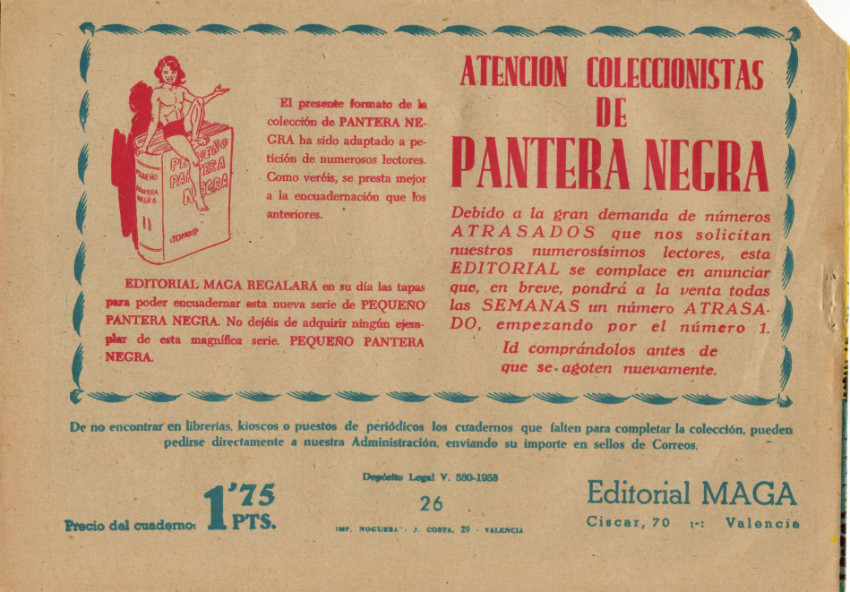 PEQUEÑO
PANTERA
NEGRA
PEQUEÑO
PANTERA
NEGRA
II
El presente formato de la
colección de PANTERA NE-
GRA ha sido adaptado a pe-
tición de numerosos lectores.
Como veréis, se presta mejor
a la encuadernación que los
anteriores.
EDITORIAL MAGA REGALARÁ en su día las tapas
para poder encuadernar esta nueva serie de PEQUEÑO
PANTERA NEGRA. No dejéis de adquirir ningún ejem-
plar de esta magnífica serie. PEQUEÑO PANTERA
NEGRA.
ATENCION COLECCIONISTAS
DE
PANTERA NEGRA
Debido a la gran demanda de números
ATRASADOS que nos solicitan
nuestros numerosísimos lectores, esta
EDITORIAL se complace en anunciar
que, en breve, pondrá a la venta todas
las SEMANAS un número ATRASA-
DO, empezando por el número 1.
Id comprándolos antes de
que se agoten nuevamente.
De no encontrar en librerías, kioscos o puestos de periódicos los cuadernos que falten para completar la colección, pueden
pedirse directamente a nuestra Administración, enviando su importe en sellos de Correos.
Precio del cuaderno: 1'75 PTS.
Depósito Legal V. 380-1958
26
IMP. NOGUERA - J. COSTA, 29 - VALENCIA
Editorial MAGA
Ciscar, 70 :-: Valencia